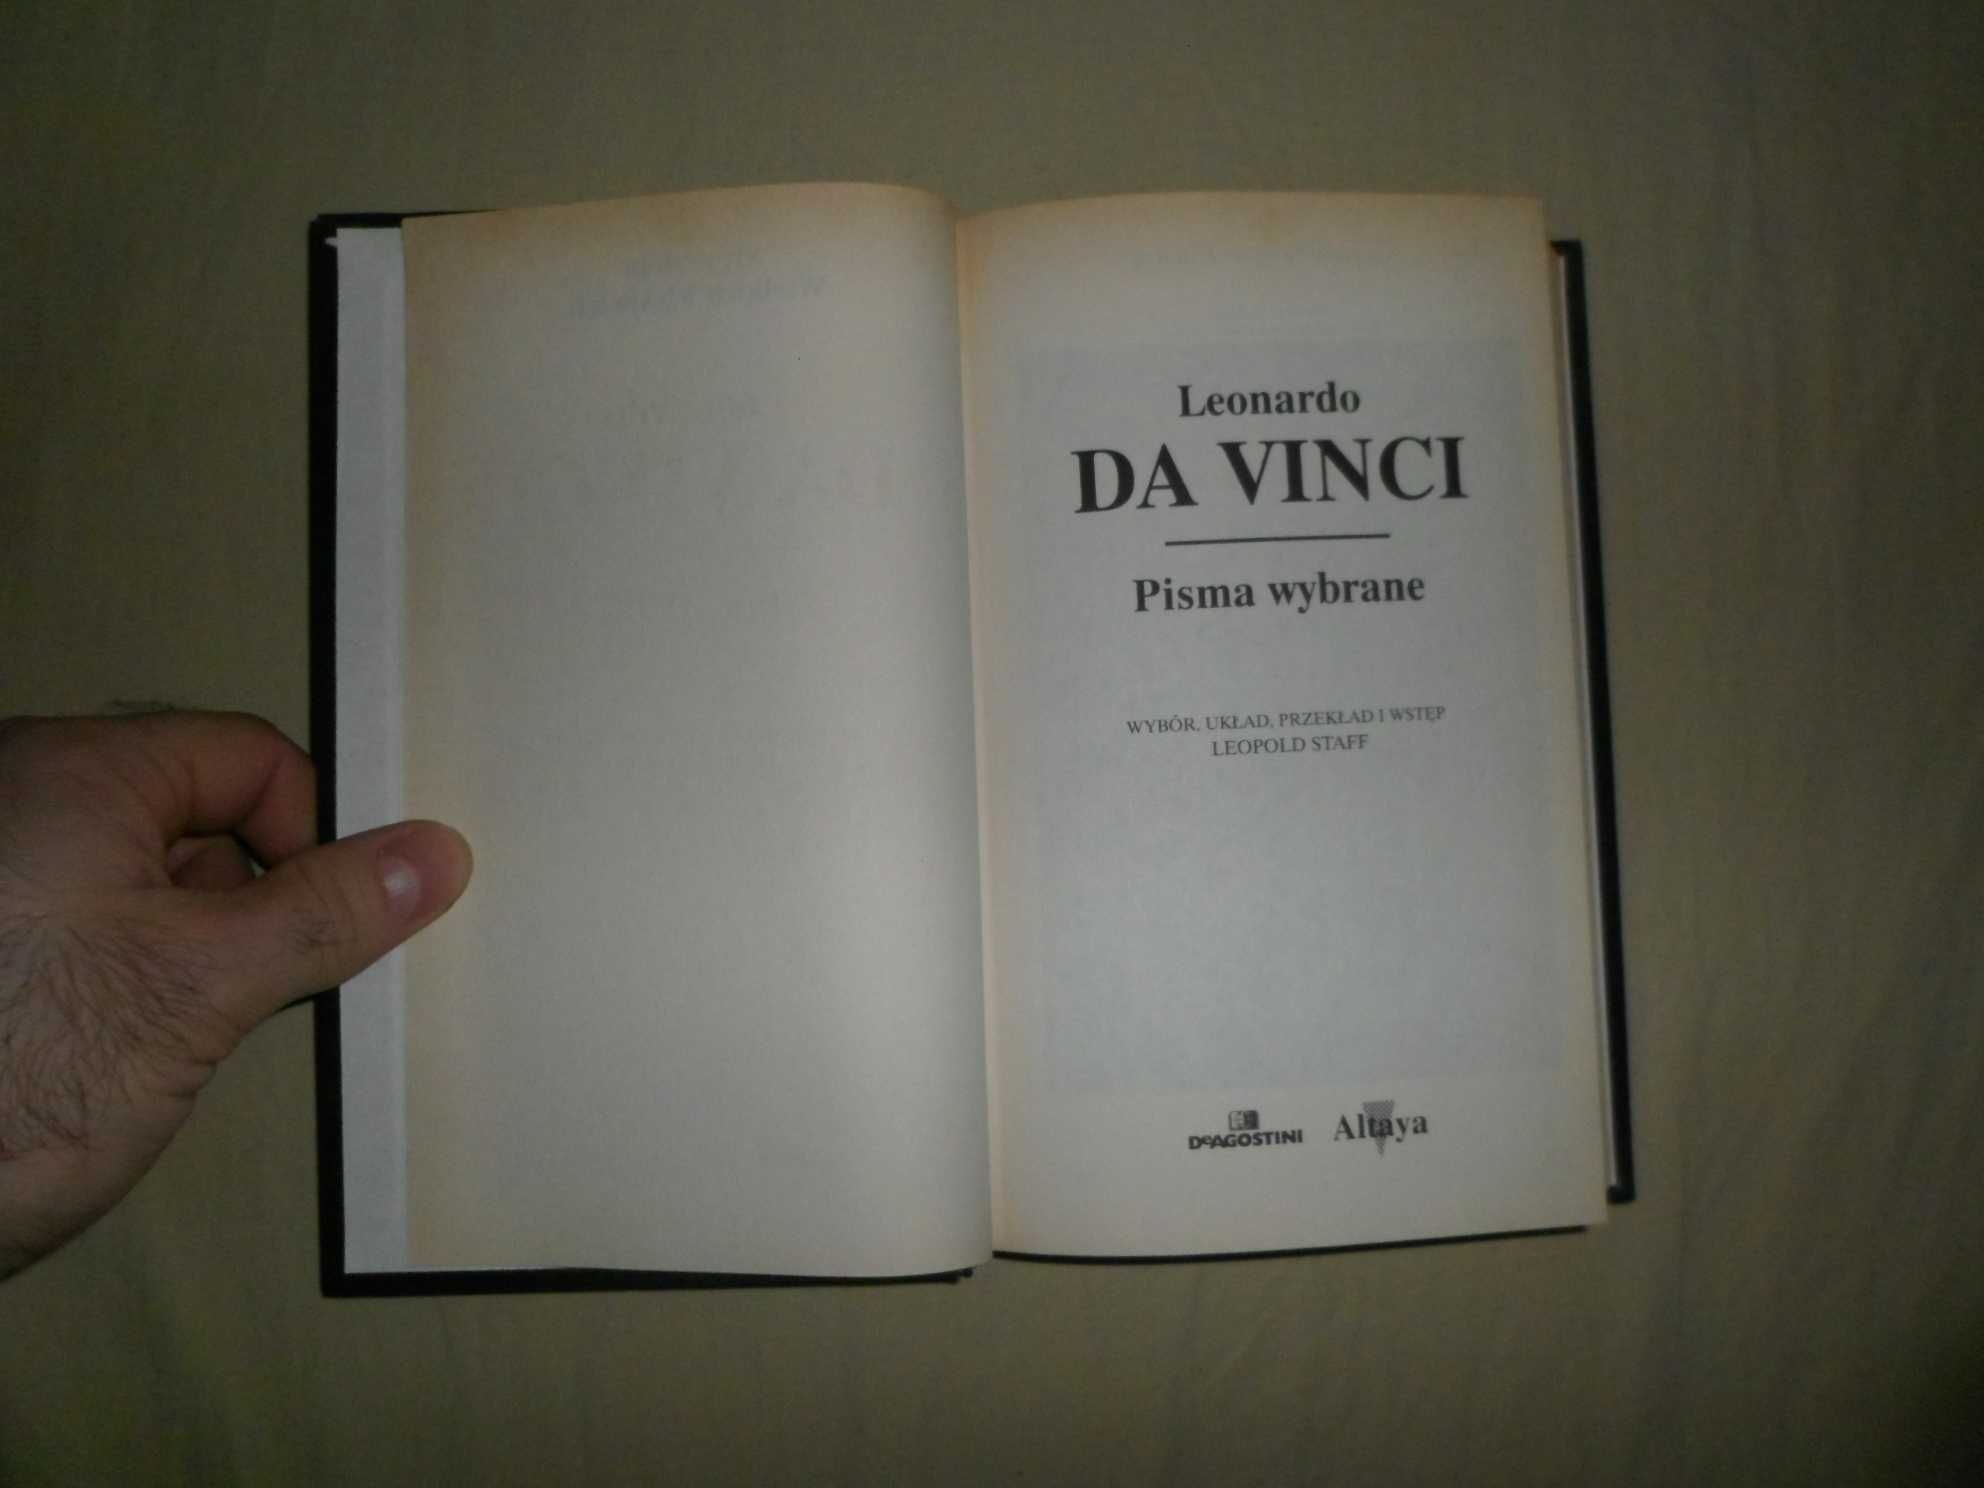 Leonardo
DA VINCI
Pisma wybrane
WYBÓR, UKŁAD, PRZEKŁAD I WSTĘP
LEOPOLD STAFF
DeAGOSTINI Altaya